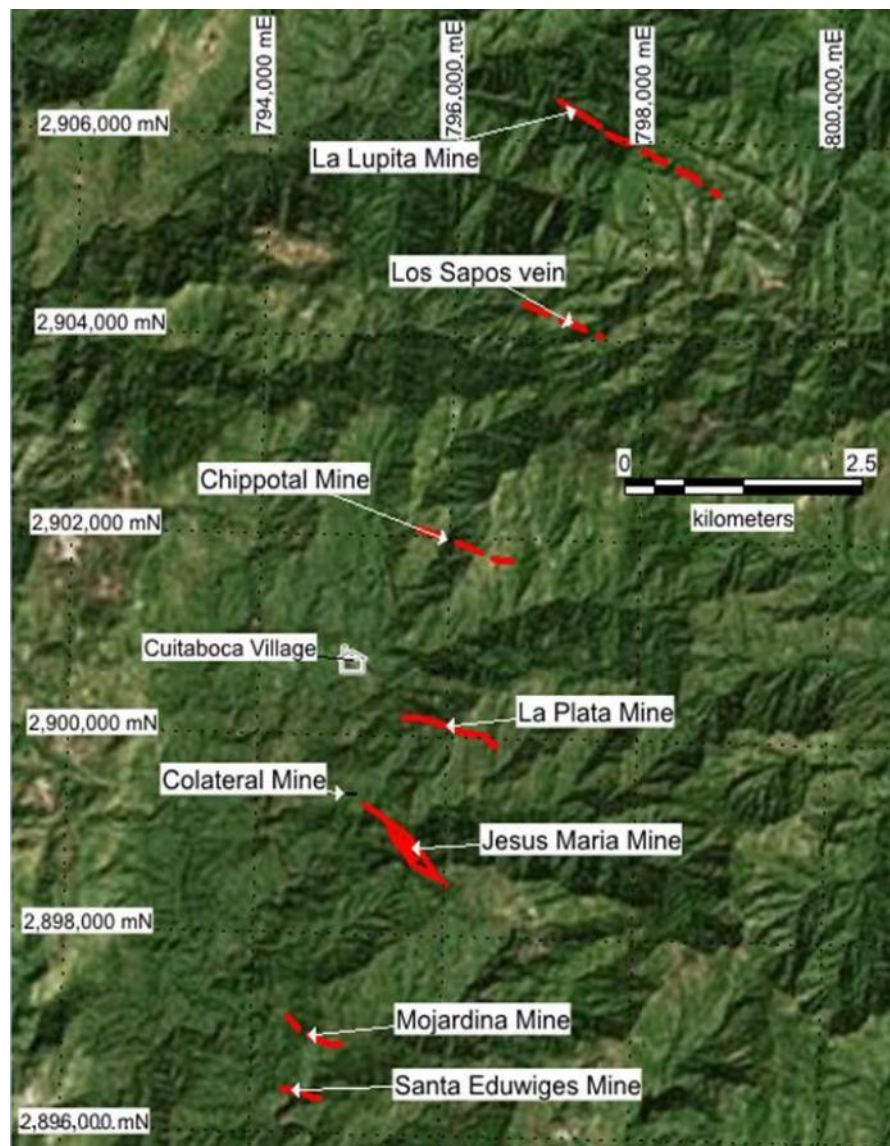 794,000 mE
796,000 mE
798,000 mE
800,000 mE
2,906,000 mN
La Lupita Mine
Los Sapos vein
2,904,000 mN
0 2.5
kilometers
Chippotal Mine
2,902,000 mN
Cuitaboca Village
La Plata Mine
2,900,000 mN
Colateral Mine
Jesus Maria Mine
2,898,000 mN
Mojardina Mine
Santa Eduwiges Mine
2,896,000 mN